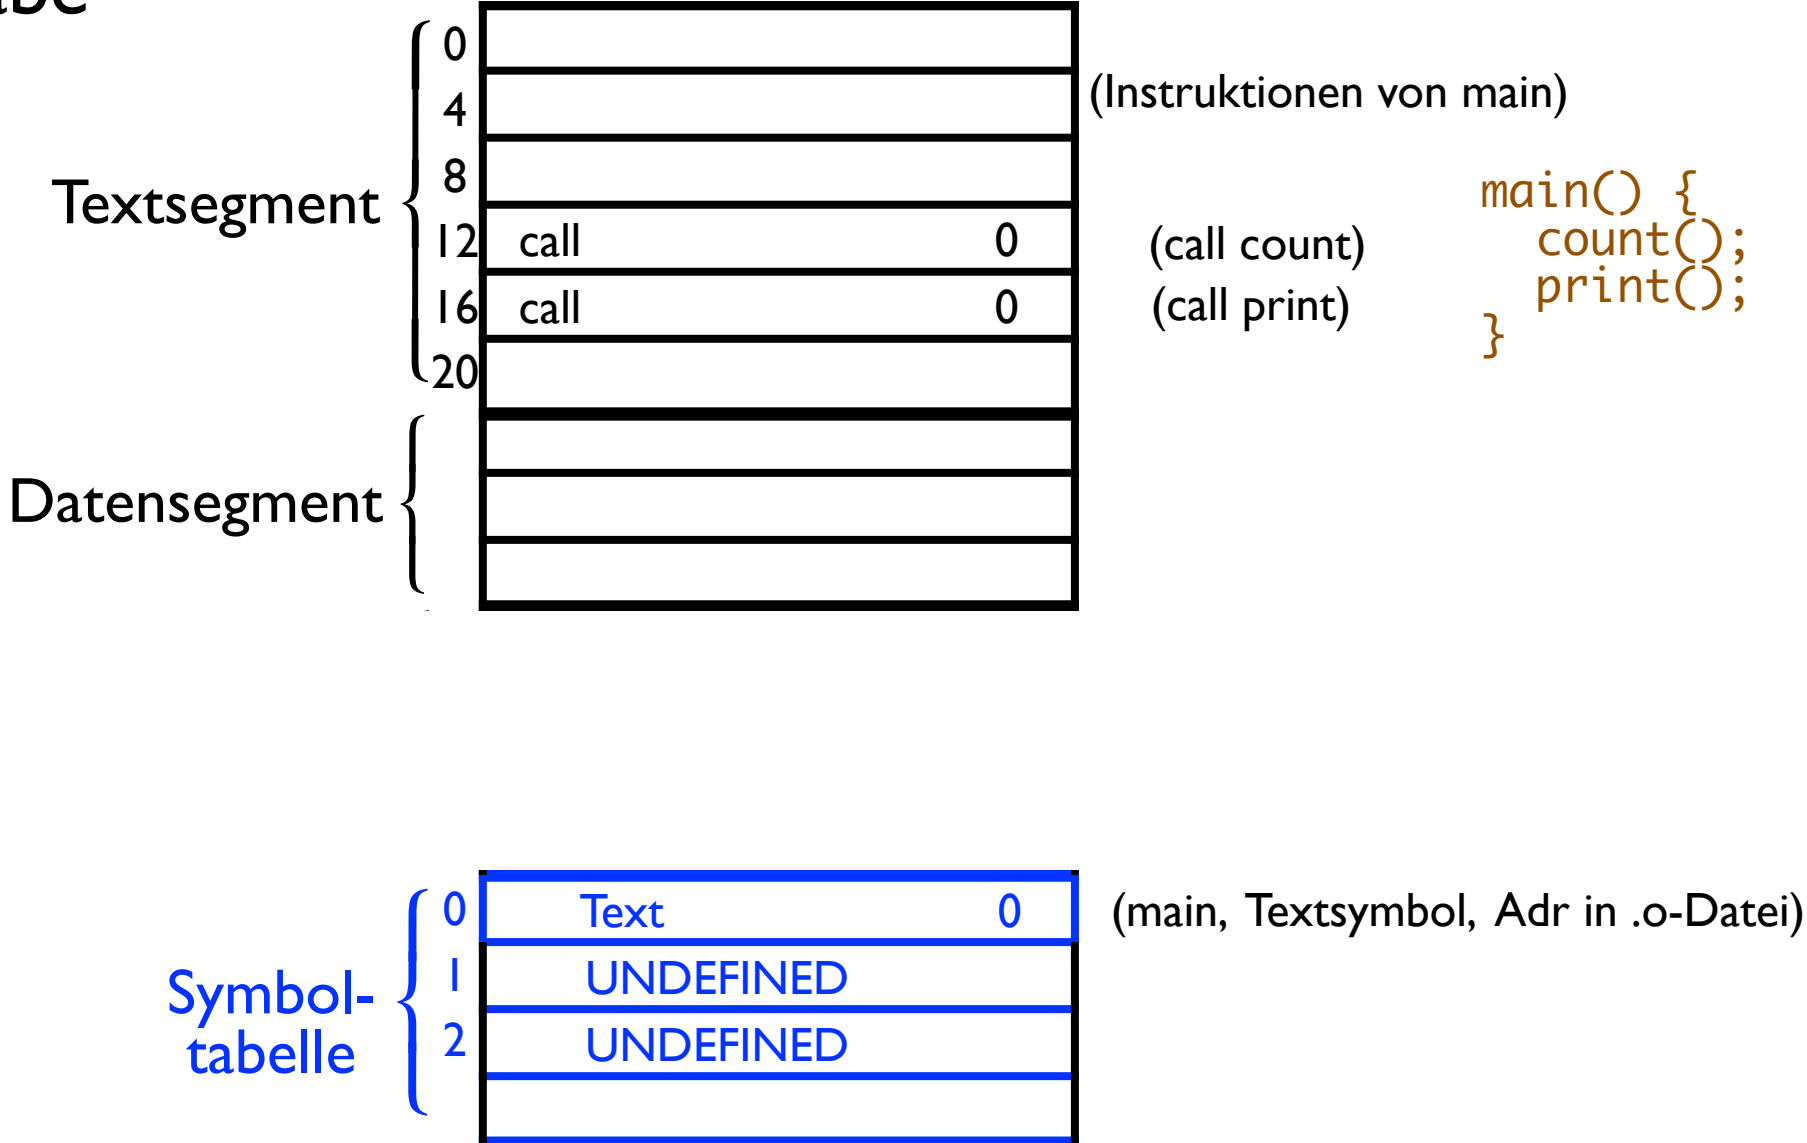 0
4
(Instruktionen von main)
8
Textsegment
main() {
12 call 0 (call count) count();
16 call 0 (call print) print();
}
20
Datensegment
0 Text 0 (main, Textsymbol, Adr in .o-Datei)
1 UNDEFINED
Symbol-
tabelle
2 UNDEFINED